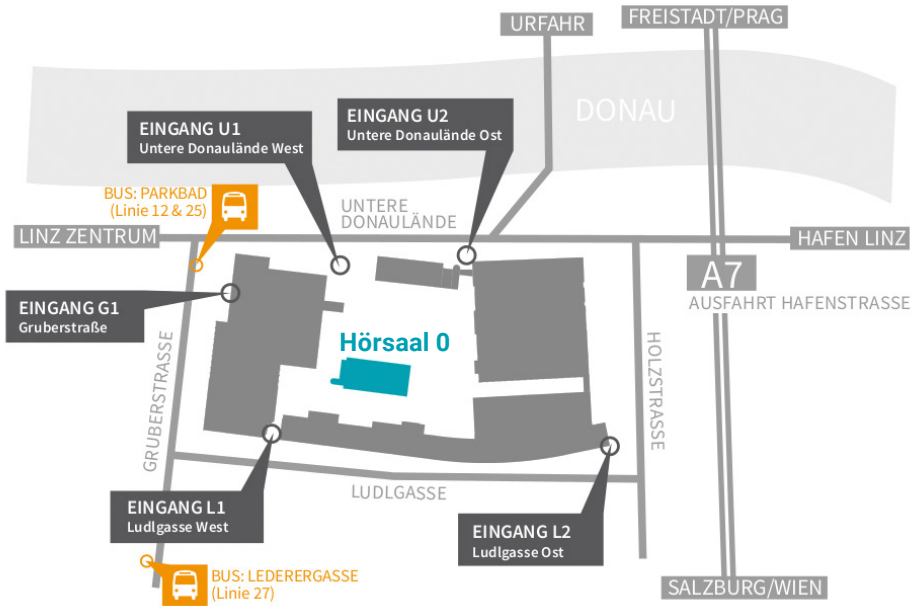 URFAHR
FREISTADT/PRAG
DONAU
EINGANG U1
Untere Donaulände West
EINGANG U2
Untere Donaulände Ost
BUS: PARKBAD
(Linie 12 & 25)
UNTERE
DONAULÄNDE
LINZ ZENTRUM
HAFEN LINZ
A7
AUSFAHRT HAFENSTRASSE
EINGANG G1
Gruberstraße
Hörsaal 0
GRUBERSTRASSE
HOLZSTRASSE
LUDLGASSE
EINGANG L1
Ludlgasse West
EINGANG L2
Ludlgasse Ost
BUS: LEDERERGASSE
(Linie 27)
SALZBURG/WIEN